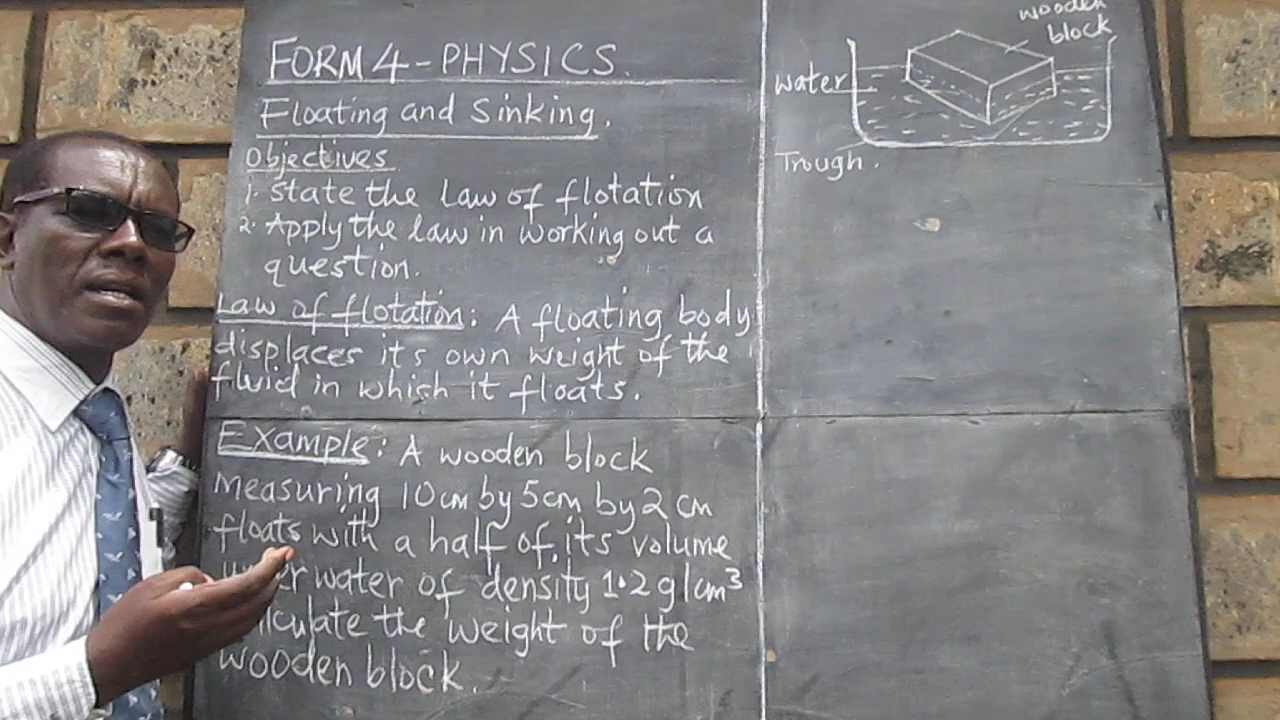 FORM 4 - PHYSICS.
Floating and Sinking.
Objectives
1. State the Law of flotation
2. Apply the law in working out a
question.
Law of flotation: A floating body
displaces its own weight of the
fluid in which it floats.
Example: A wooden block
measuring 10cm by 5cm by 2 cm
floats with a half of its volume
water of density 1.2g/cm³
the weight of the
wooden block.
wooden
block
water
Trough.